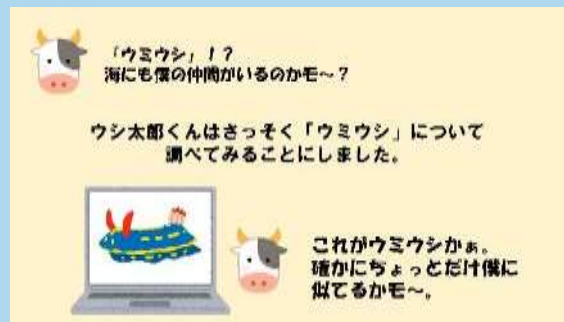 「ウミウシ」！？
海にも僕の仲間がいるのかモ～？
ウシ太郎くんはさっそく「ウミウシ」について
調べてみることにしました。
これがウミウシかぁ。
確かにちょっとだけ僕に
似てるかモ～。